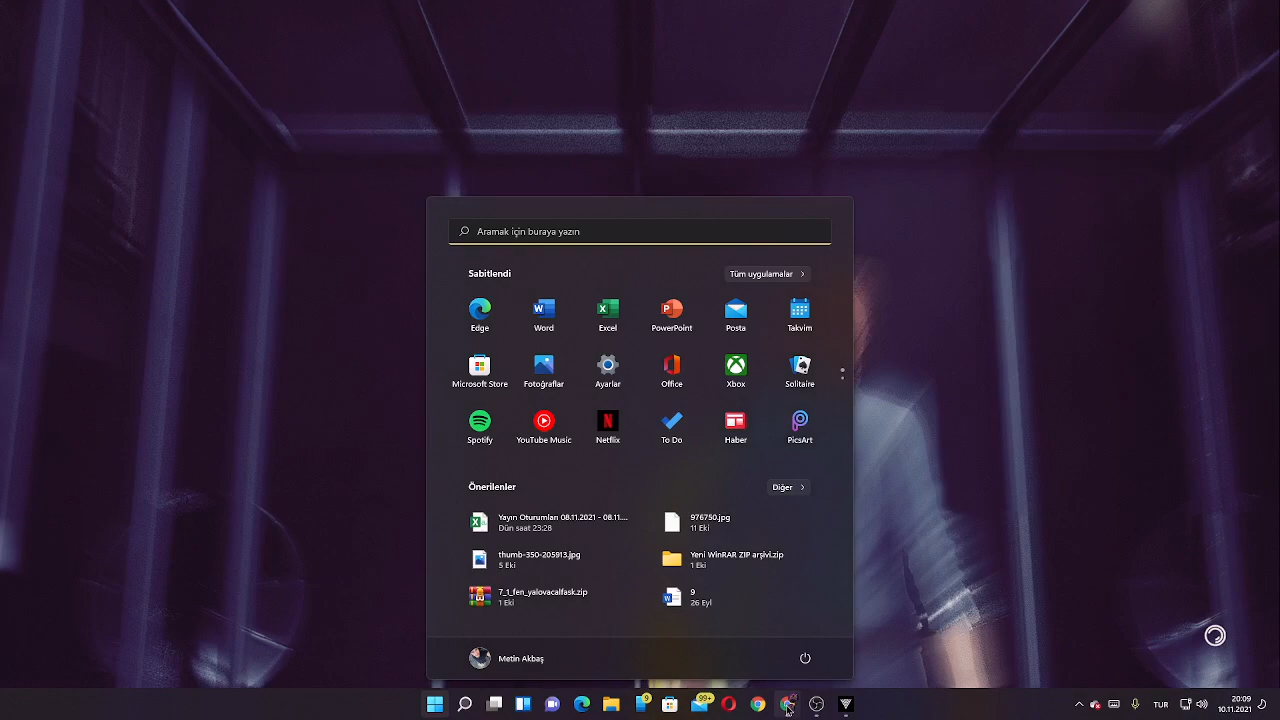 Aramak için buraya yazın
Sabitlendi
Tüm uygulamalar
Edge
Word
Excel
PowerPoint
Posta
Takvim
Microsoft Store
Fotoğraflar
Ayarlar
Office
Xbox
Solitaire
Spotify
YouTube Music
Netflix
To Do
Haber
PicsArt
Önerilenler
Diğer
Yayın Oturumları 08.11.2021 - 08.11....
Dün saat 23:28
976750.jpg
11 Eki
thumb-350-205913.jpg
5 Eki
Yeni WinRAR ZIP arşivi.zip
1 Eki
7_1_fen_yalovacalfask.zip
1 Eki
9
26 Eyl
Metin Akbaş
9
99+
TUR
20:09
10.11.2021